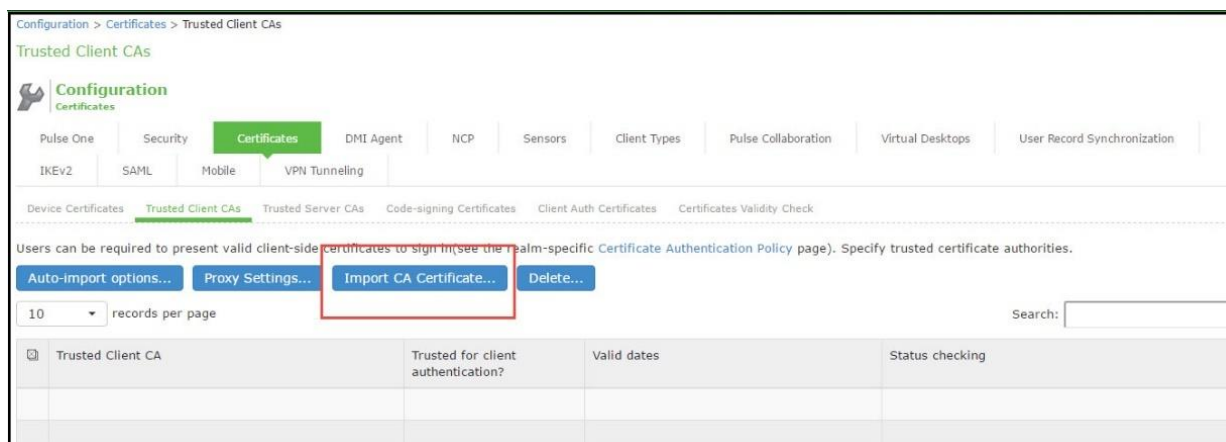 Configuration > Certificates > Trusted Client CAs
Trusted Client CAs
Configuration
Certificates
Pulse One Security Certificates DMI Agent NCP Sensors Client Types Pulse Collaboration Virtual Desktops User Record Synchronization
IKEv2 SAML Mobile VPN Tunneling
Device Certificates Trusted Client CAs Trusted Server CAs Code-signing Certificates Client Auth Certificates Certificates Validity Check
Users can be required to present valid client-side certificates to sign in(see the realm-specific Certificate Authentication Policy page). Specify trusted certificate authorities.
Auto-import options... Proxy Settings... Import CA Certificate... Delete...
10 records per page Search:
Trusted Client CA Trusted for client authentication? Valid dates Status checking